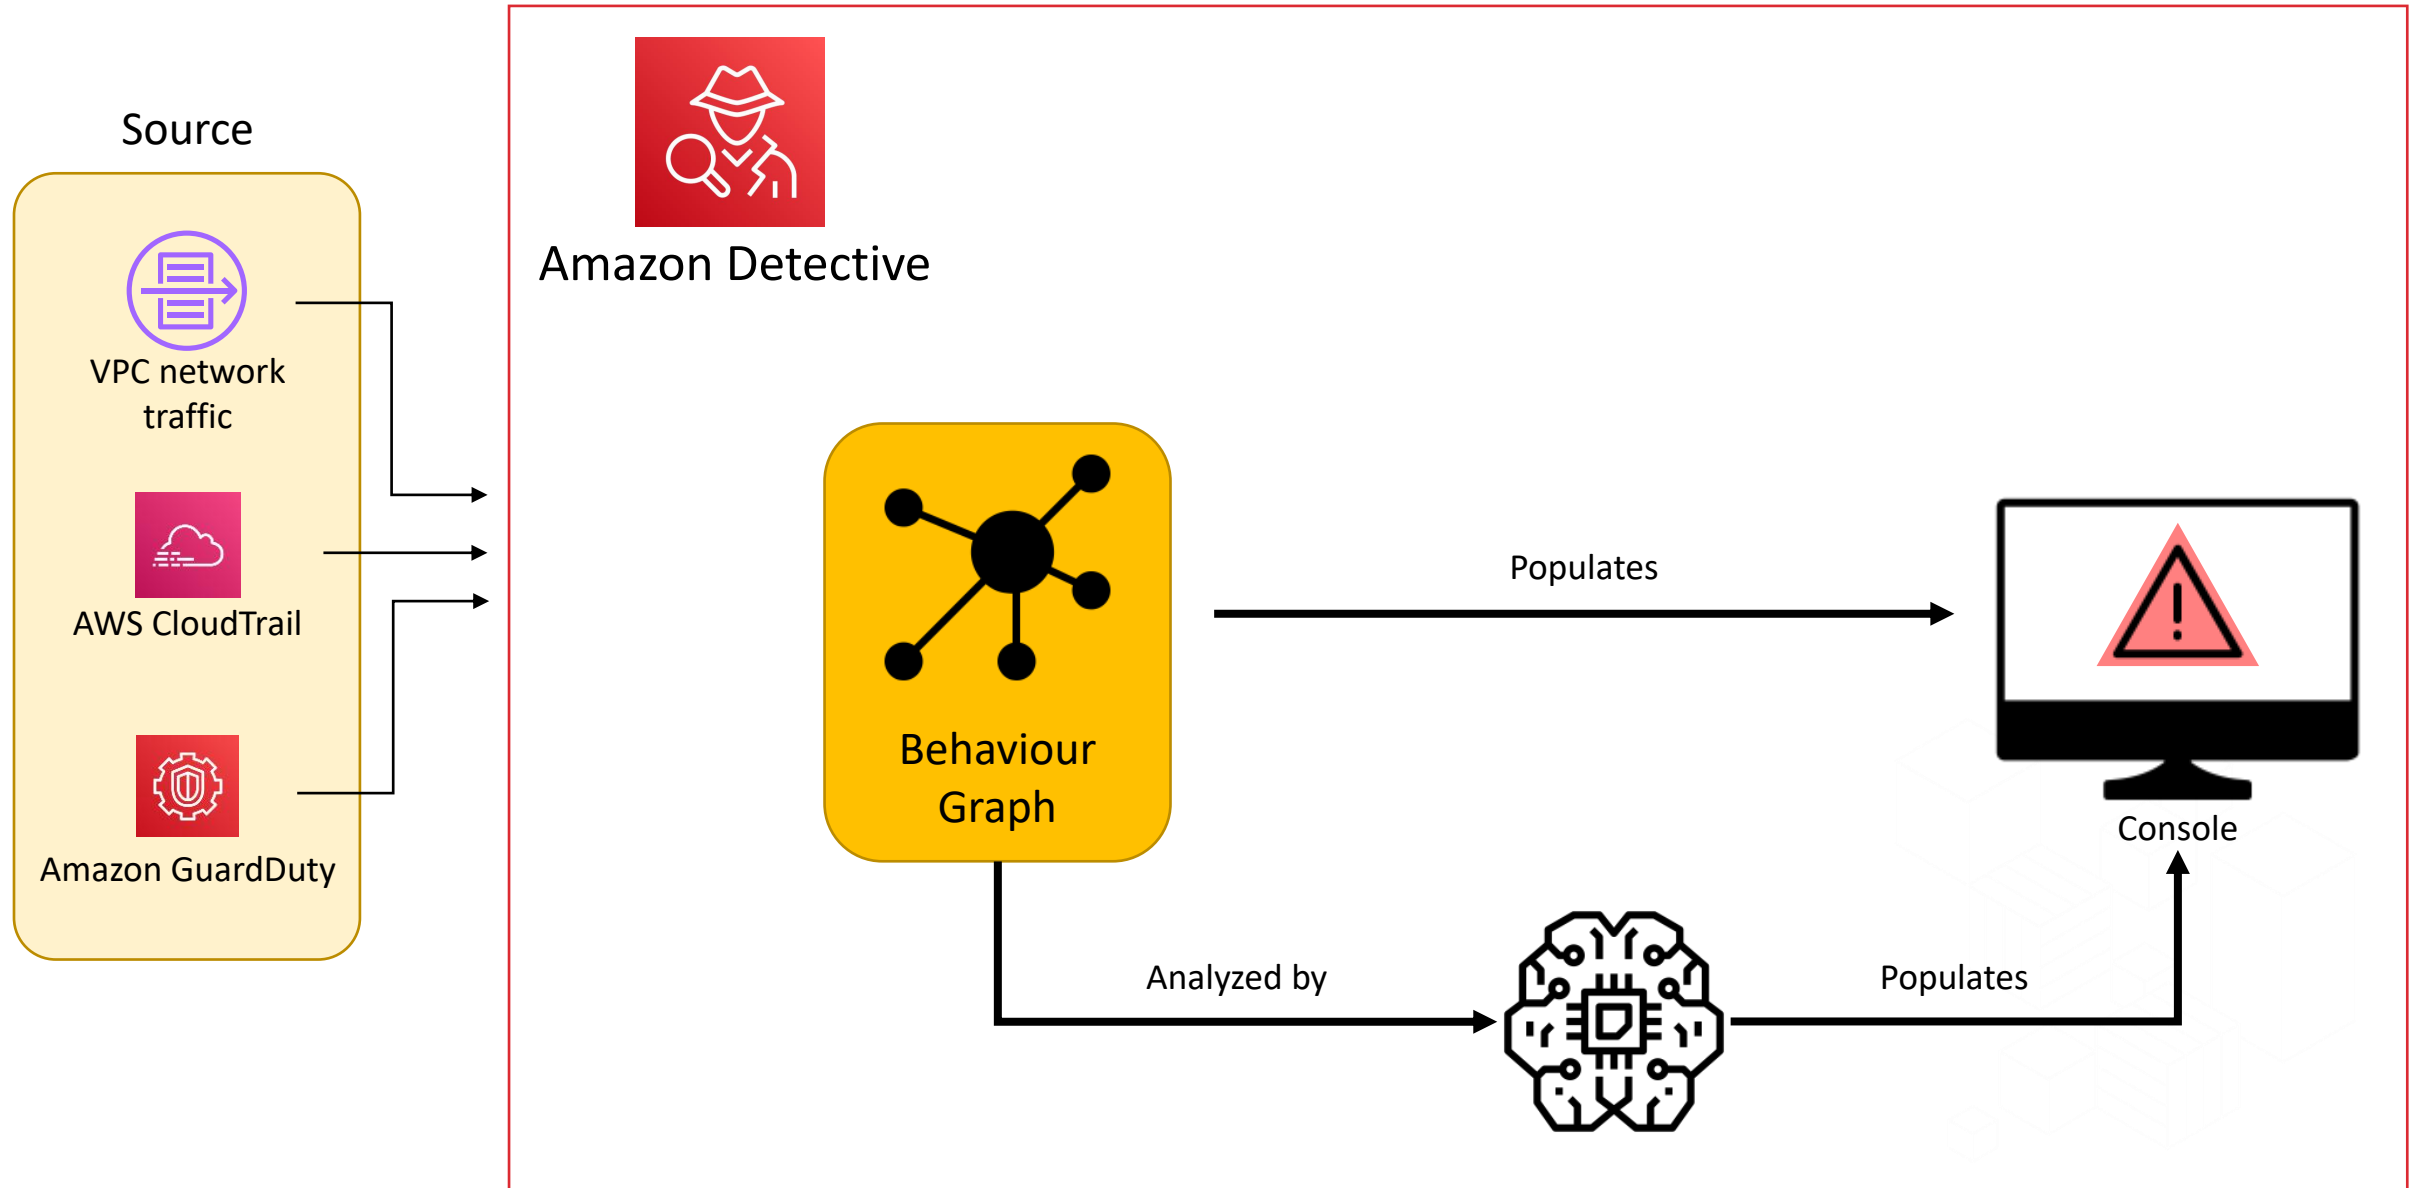 Source
VPC network
traffic
AWS CloudTrail
Amazon GuardDuty
Amazon Detective
Behaviour
Graph
Populates
Console
Analyzed by
Populates